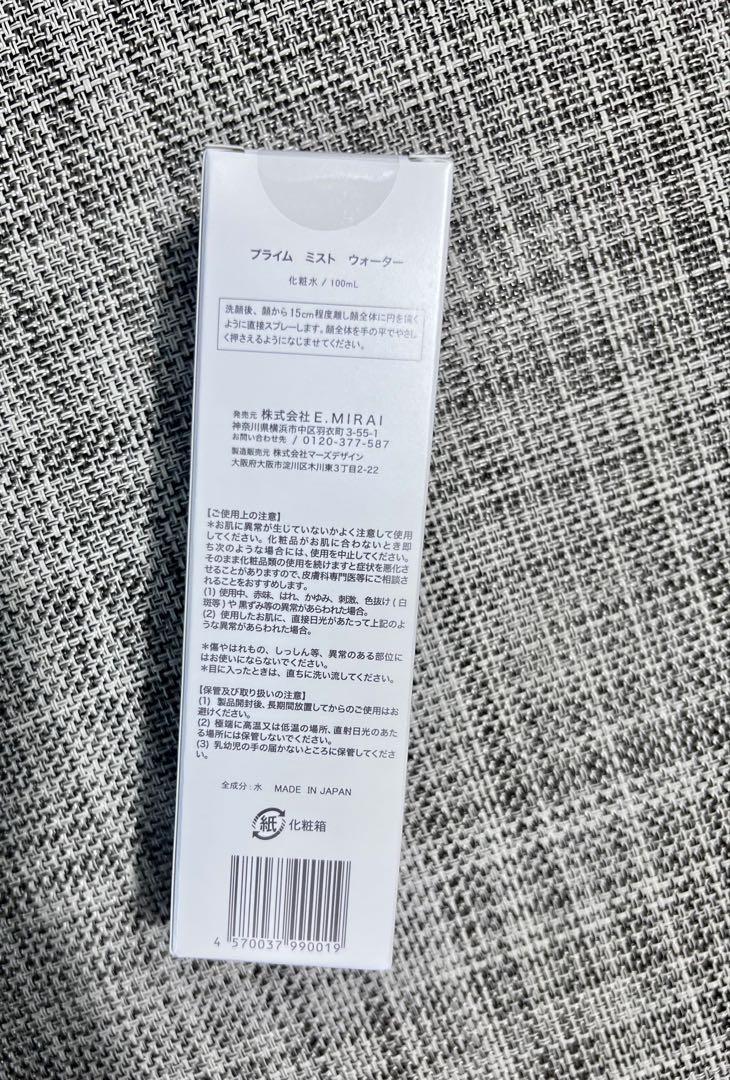 プライム ミスト ウォーター
化粧水 / 100mL
洗顔後、顔から15cm程度離し顔全体に円を描く
ように直接スプレーします。顔全体を手の平でやさし
く押さえるようになじませてください。
発売元 株式会社E.MIRAI
神奈川県横浜市中区羽衣町3-55-1
お問い合わせ先 / 0120-377-587
製造販売元 株式会社マーズデザイン
大阪府大阪市淀川区木川東3丁目2-22
【ご使用上の注意】
*お肌に異常が生じていないかよく注意して使用
してください。化粧品がお肌に合わないとき即
ち次のような場合には、使用を中止してください。
そのまま化粧品類の使用を続けますと症状を悪化さ
せることがありますので、皮膚科専門医等にご相談さ
れることをおすすめします。
(1) 使用中、赤味、はれ、かゆみ、刺激、色抜け(白
斑等)や黒ずみ等の異常があらわれた場合。
(2) 使用したお肌に、直接日光があたって上記のよ
うな異常があらわれた場合。
*傷やはれもの、しっしん等、異常のある部位に
はお使いにならないでください。
*目に入ったときは、直ちに洗い流してください。
【保管及び取り扱いの注意】
(1) 製品開封後、長期間放置してからのご使用はお
避けください。
(2) 極端に高温又は低温の場所、直射日光のあた
る場所には保管しないでください。
(3) 乳幼児の手の届かないところに保管してくださ
い。
全成分：水 MADE IN JAPAN
紙 化粧箱
4 570037 990019